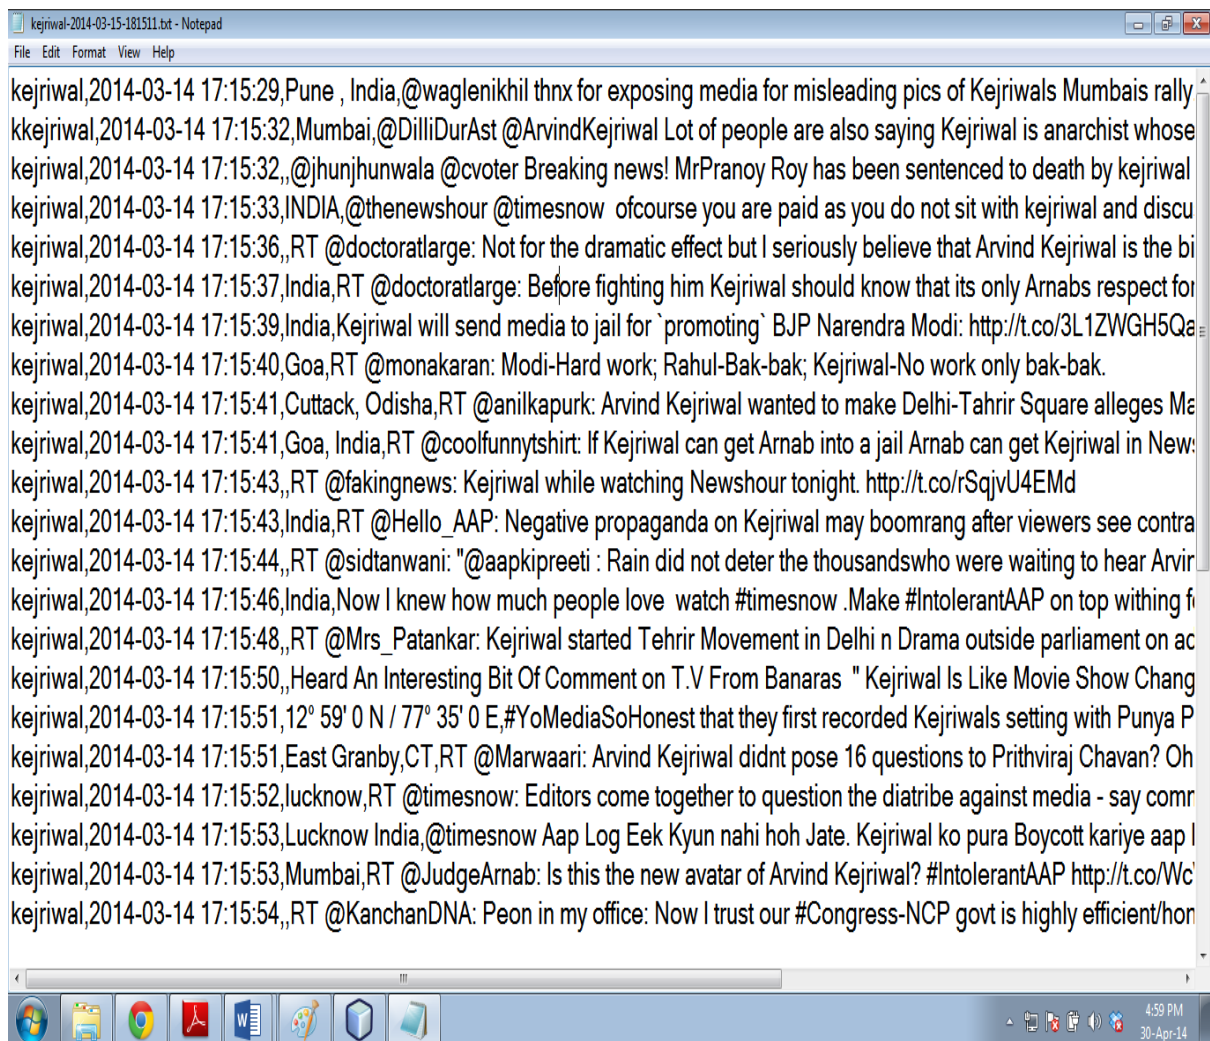 kejriwal-2014-03-15-181511.txt - Notepad
File Edit Format View Help
kejriwal,2014-03-14 17:15:29,Pune , India,@waglenikhil thnx for exposing media for misleading pics of Kejriwals Mumbais rally
kkejriwal,2014-03-14 17:15:32,Mumbai,@DilliDurAst @ArvindKejriwal Lot of people are also saying Kejriwal is anarchist whose
kejriwal,2014-03-14 17:15:32,,@jhunjhunwala @cvoter Breaking news! MrPranoy Roy has been sentenced to death by kejriwal
kejriwal,2014-03-14 17:15:33,INDIA,@thenewshour @timesnow ofcourse you are paid as you do not sit with kejriwal and discu
kejriwal,2014-03-14 17:15:36,,RT @doctoratlarge: Not for the dramatic effect but I seriously believe that Arvind Kejriwal is the bi
kejriwal,2014-03-14 17:15:37,India,RT @doctoratlarge: Before fighting him Kejriwal should know that its only Arnabs respect for
kejriwal,2014-03-14 17:15:39,India,Kejriwal will send media to jail for `promoting` BJP Narendra Modi: http://t.co/3L1ZWGH5Qa
kejriwal,2014-03-14 17:15:40,Goa,RT @monakaran: Modi-Hard work; Rahul-Bak-bak; Kejriwal-No work only bak-bak.
kejriwal,2014-03-14 17:15:41,Cuttack, Odisha,RT @anilkapurk: Arvind Kejriwal wanted to make Delhi-Tahrir Square alleges Ma
kejriwal,2014-03-14 17:15:41,Goa, India,RT @coolfunnytshirt: If Kejriwal can get Arnab into a jail Arnab can get Kejriwal in News
kejriwal,2014-03-14 17:15:43,,RT @fakingnews: Kejriwal while watching Newshour tonight. http://t.co/rSqjvU4EMd
kejriwal,2014-03-14 17:15:43,India,RT @Hello_AAP: Negative propaganda on Kejriwal may boomrang after viewers see contra
kejriwal,2014-03-14 17:15:44,,RT @sidtanwani: "@aapkipreeti : Rain did not deter the thousandswho were waiting to hear Arvin
kejriwal,2014-03-14 17:15:46,India,Now I knew how much people love watch #timesnow .Make #IntolerantAAP on top withing f
kejriwal,2014-03-14 17:15:48,,RT @Mrs_Patankar: Kejriwal started Tehrir Movement in Delhi n Drama outside parliament on ac
kejriwal,2014-03-14 17:15:50,,Heard An Interesting Bit Of Comment on T.V From Banaras " Kejriwal Is Like Movie Show Chang
kejriwal,2014-03-14 17:15:51,12° 59' 0 N / 77° 35' 0 E,#YoMediaSoHonest that they first recorded Kejriwals setting with Punya P
kejriwal,2014-03-14 17:15:51,East Granby,CT,RT @Marwaari: Arvind Kejriwal didnt pose 16 questions to Prithviraj Chavan? Oh
kejriwal,2014-03-14 17:15:52,lucknow,RT @timesnow: Editors come together to question the diatribe against media - say comm
kejriwal,2014-03-14 17:15:53,Lucknow India,@timesnow Aap Log Eek Kyun nahi hoh Jate. Kejriwal ko pura Boycott kariye aap
kejriwal,2014-03-14 17:15:53,Mumbai,RT @JudgeArnab: Is this the new avatar of Arvind Kejriwal? #IntolerantAAP http://t.co/Wc
kejriwal,2014-03-14 17:15:54,,RT @KanchanDNA: Peon in my office: Now I trust our #Congress-NCP govt is highly efficient/hon
4:59 PM
30-Apr-14